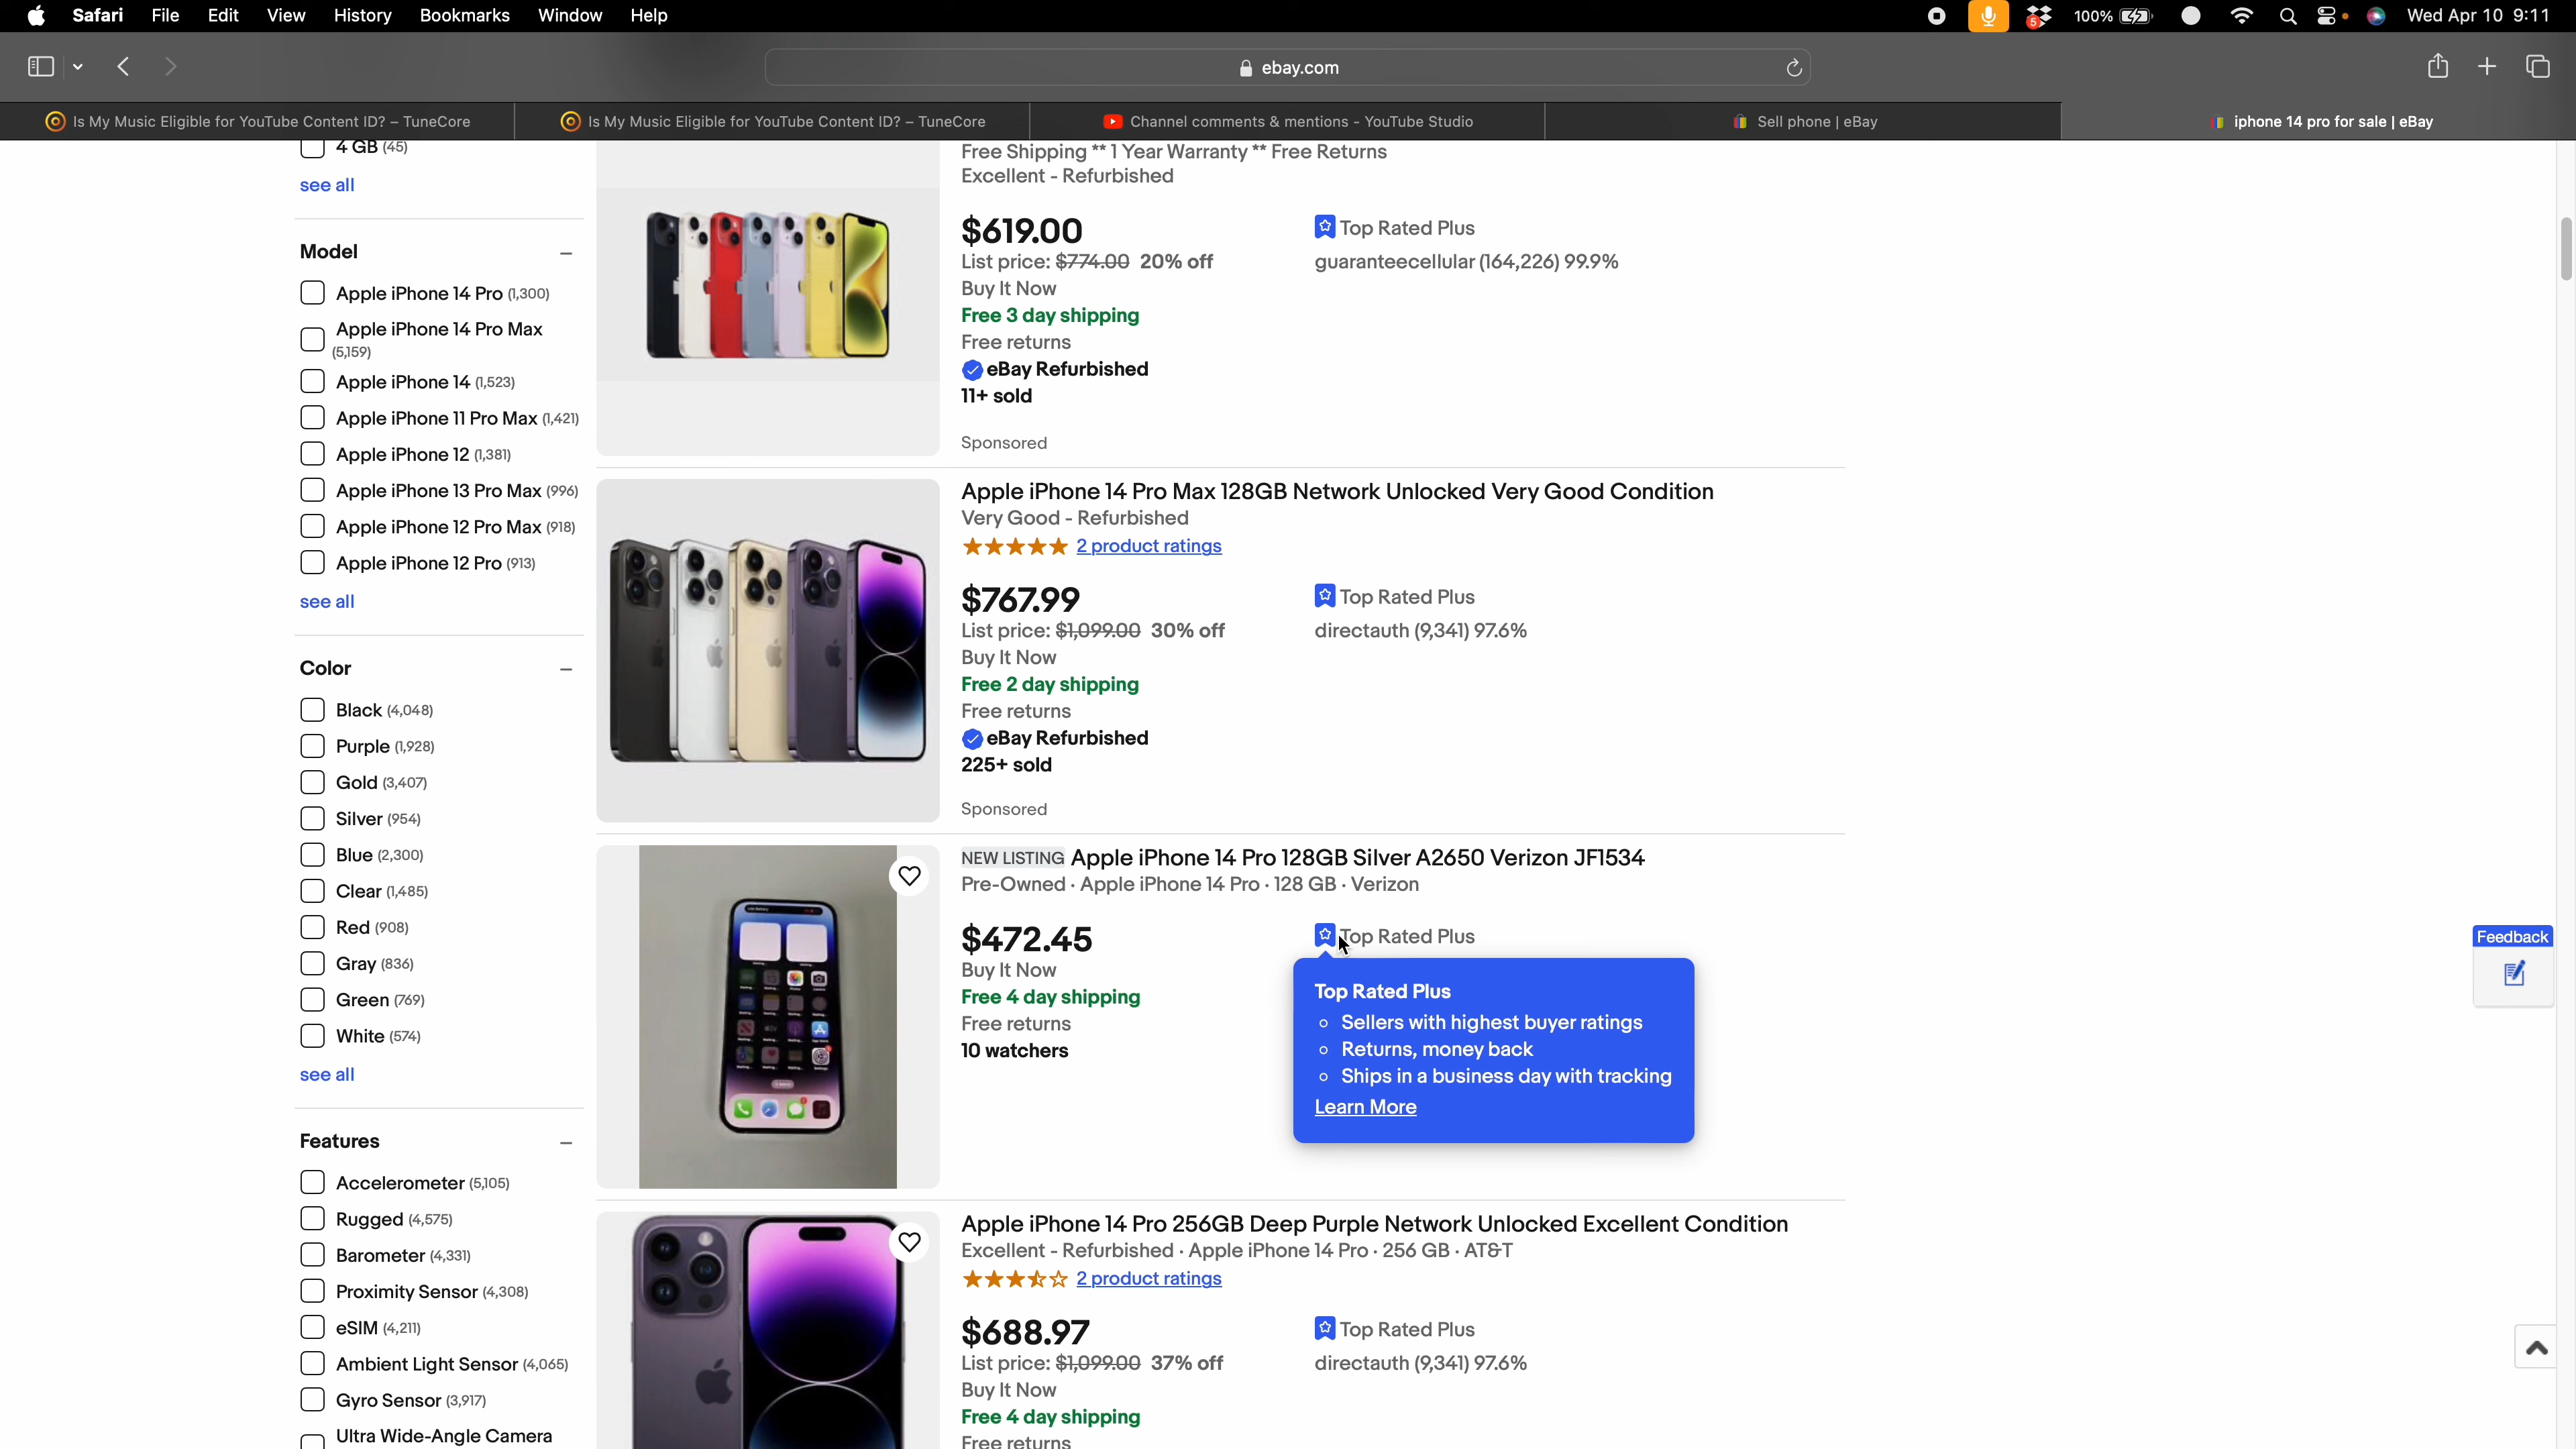 Safari File Edit View History Bookmarks Window Help
5 100% Wed Apr 10 9:11
ebay.com
Is My Music Eligible for YouTube Content ID? – TuneCore
Is My Music Eligible for YouTube Content ID? – TuneCore
Channel comments & mentions - YouTube Studio
Sell phone | eBay
iphone 14 pro for sale | eBay
4 GB (45)
see all
Model
Apple iPhone 14 Pro (1,300)
Apple iPhone 14 Pro Max
(5,159)
Apple iPhone 14 (1,523)
Apple iPhone 11 Pro Max (1,421)
Apple iPhone 12 (1,381)
Apple iPhone 13 Pro Max (996)
Apple iPhone 12 Pro Max (918)
Apple iPhone 12 Pro (913)
see all
Color
Black (4,048)
Purple (1,928)
Gold (3,407)
Silver (954)
Blue (2,300)
Clear (1,485)
Red (908)
Gray (836)
Green (769)
White (574)
see all
Features
Accelerometer (5,105)
Rugged (4,575)
Barometer (4,331)
Proximity Sensor (4,308)
eSIM (4,211)
Ambient Light Sensor (4,065)
Gyro Sensor (3,917)
Ultra Wide-Angle Camera
Free Shipping ** 1 Year Warranty ** Free Returns
Excellent - Refurbished
$619.00
List price: $774.00 20% off
Buy It Now
Free 3 day shipping
Free returns
eBay Refurbished
11+ sold
Sponsored
Top Rated Plus
guaranteecellular (164,226) 99.9%
Apple iPhone 14 Pro Max 128GB Network Unlocked Very Good Condition
Very Good - Refurbished
2 product ratings
$767.99
List price: $1,099.00 30% off
Buy It Now
Free 2 day shipping
Free returns
eBay Refurbished
225+ sold
Sponsored
Top Rated Plus
directauth (9,341) 97.6%
NEW LISTING Apple iPhone 14 Pro 128GB Silver A2650 Verizon JF1534
Pre-Owned · Apple iPhone 14 Pro · 128 GB · Verizon
$472.45
Buy It Now
Free 4 day shipping
Free returns
10 watchers
Top Rated Plus
Top Rated Plus
Sellers with highest buyer ratings
Returns, money back
Ships in a business day with tracking
Learn More
Apple iPhone 14 Pro 256GB Deep Purple Network Unlocked Excellent Condition
Excellent - Refurbished · Apple iPhone 14 Pro · 256 GB · AT&T
2 product ratings
$688.97
List price: $1,099.00 37% off
Buy It Now
Free 4 day shipping
Free returns
Top Rated Plus
directauth (9,341) 97.6%
Feedback